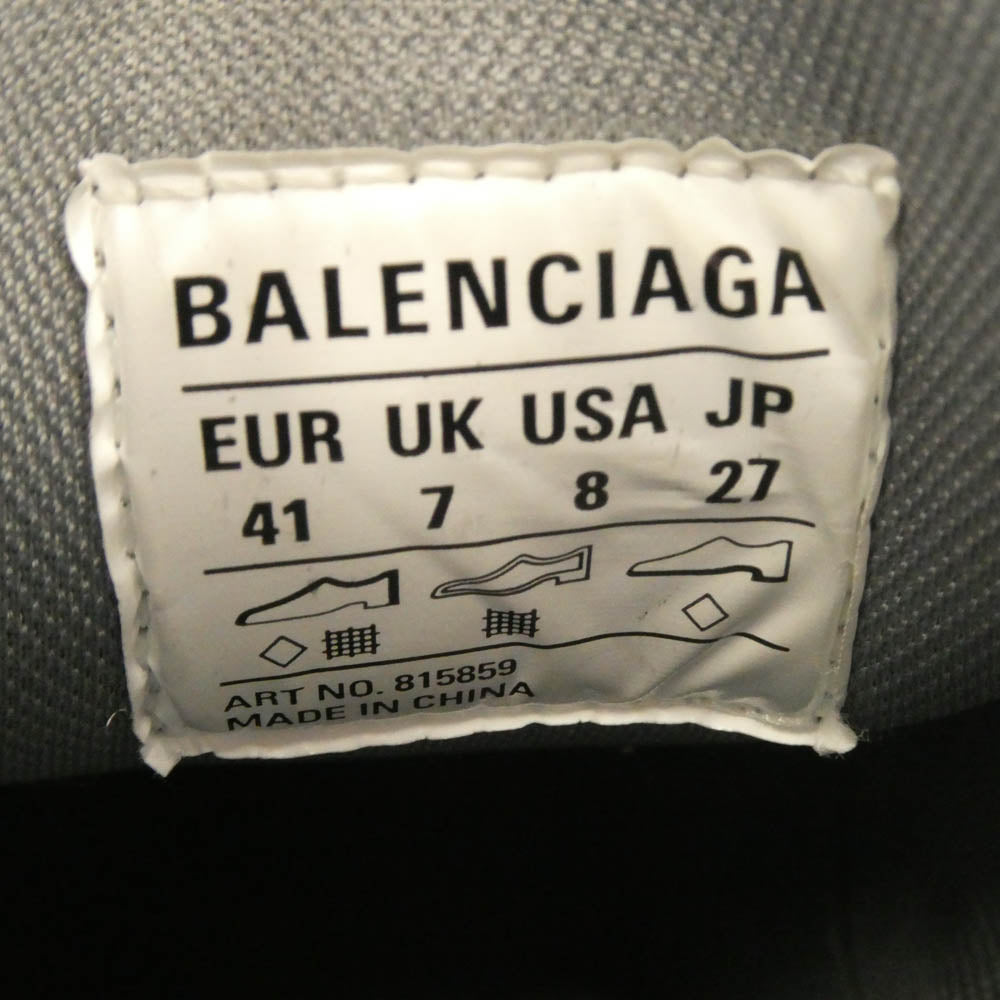 BALENCIAGA
EUR UK USA JP
41 7 8 27
ART NO. 815859
MADE IN CHINA